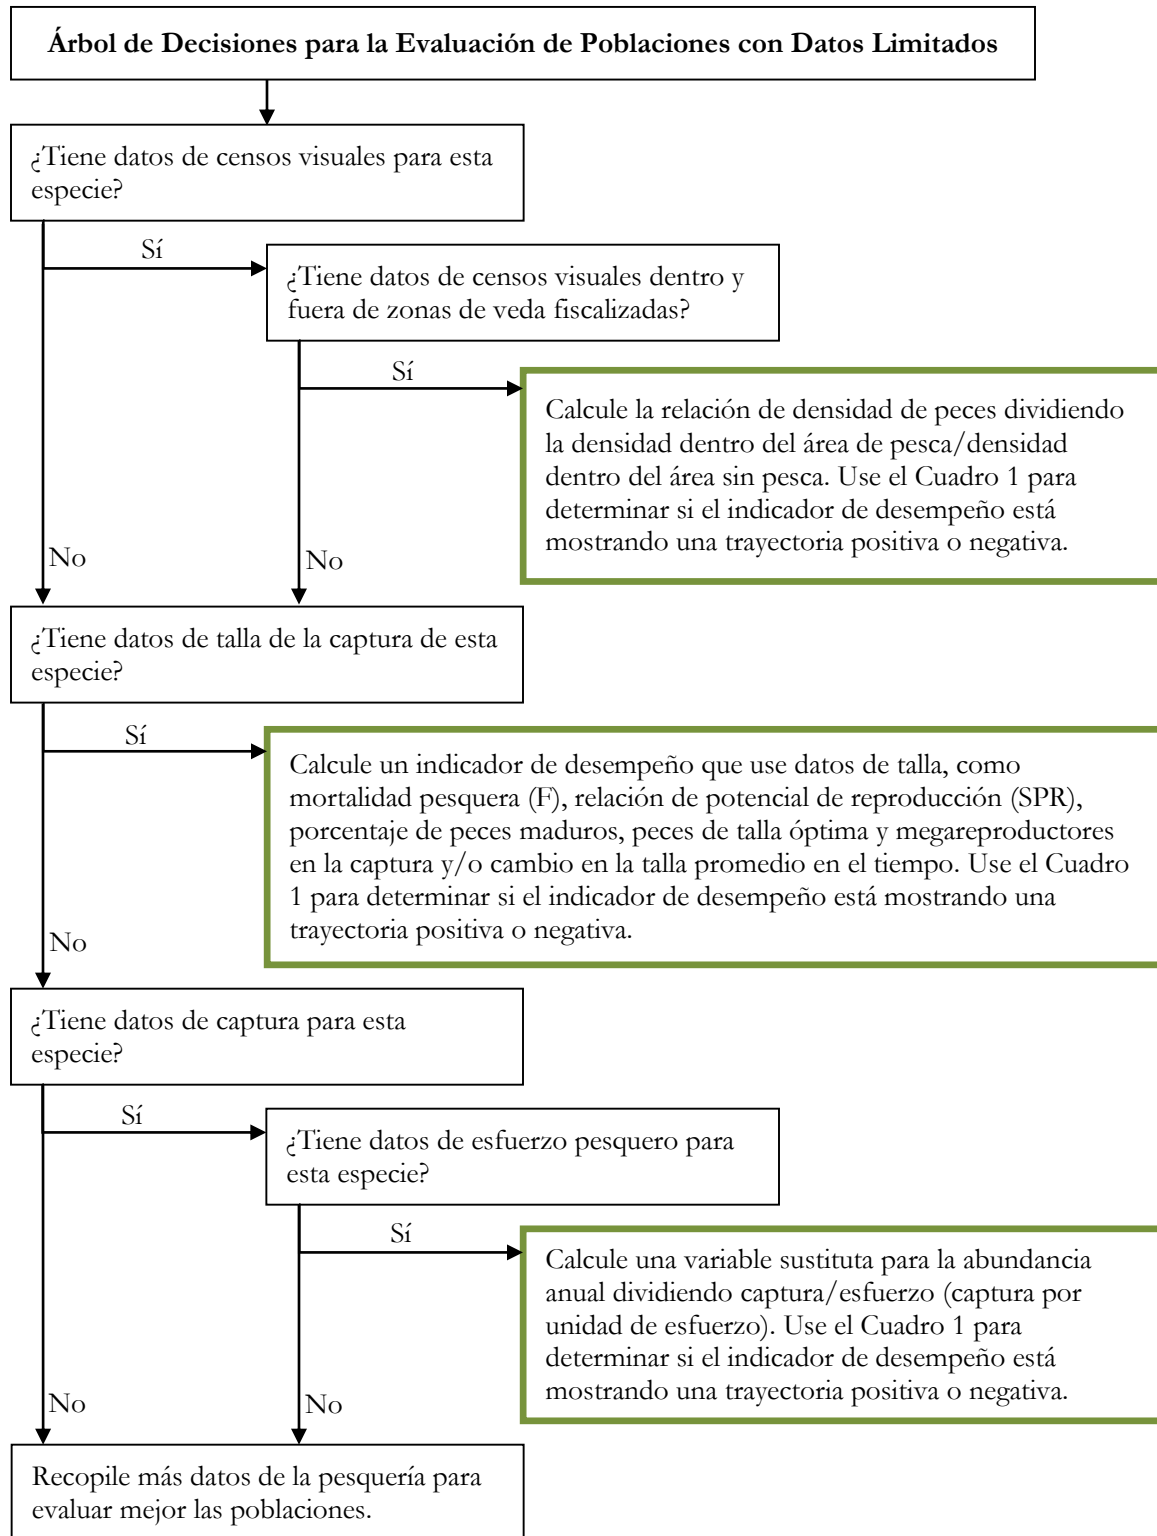 Árbol de Decisiones para la Evaluación de Poblaciones con Datos Limitados
¿Tiene datos de censos visuales para esta
especie?
Sí
¿Tiene datos de censos visuales dentro y
fuera de zonas de veda fiscalizadas?
Sí
Calcule la relación de densidad de peces dividiendo
la densidad dentro del área de pesca/densidad
dentro del área sin pesca. Use el Cuadro 1 para
determinar si el indicador de desempeño está
mostrando una trayectoria positiva o negativa.
No
No
¿Tiene datos de talla de la captura de esta
especie?
Sí
Calcule un indicador de desempeño que use datos de talla, como
mortalidad pesquera (F), relación de potencial de reproducción (SPR),
porcentaje de peces maduros, peces de talla óptima y megareproductores
en la captura y/o cambio en la talla promedio en el tiempo. Use el Cuadro
1 para determinar si el indicador de desempeño está mostrando una
trayectoria positiva o negativa.
No
¿Tiene datos de captura para esta
especie?
Sí
¿Tiene datos de esfuerzo pesquero para
esta especie?
Sí
Calcule una variable sustituta para la abundancia
anual dividiendo captura/esfuerzo (captura por
unidad de esfuerzo). Use el Cuadro 1 para
determinar si el indicador de desempeño está
mostrando una trayectoria positiva o negativa.
No
No
Recopile más datos de la pesquería para
evaluar mejor las poblaciones.